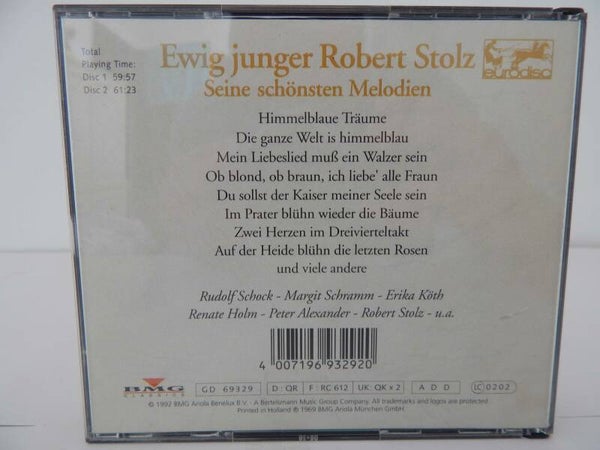 Total
Playing Time:
Disc 1 59:57
Disc 2 61:23
Ewig junger Robert Stolz
Seine schönsten Melodien
eurodisc
Himmelblaue Träume
Die ganze Welt is himmelblau
Mein Liebeslied muß ein Walzer sein
Ob blond, ob braun, ich liebe' alle Fraun
Du sollst der Kaiser meiner Seele sein
Im Prater blühn wieder die Bäume
Zwei Herzen im Dreivierteltakt
Auf der Heide blühn die letzten Rosen
und viele andere
Rudolf Schock - Margit Schramm - Erika Köth
Renate Holm - Peter Alexander - Robert Stolz - u.a.
4 007196 932920
BMG
CLASSICS
GD 69329 D : QR F : RC 612 UK: QK x 2 A D D LC 0202
© 1992 BMG Ariola Benelux B.V. - A Bertelsmann Music Group Company. All trademarks and logos are protected.
Printed in Holland ℗ 1969 BMG Ariola München GmbH.